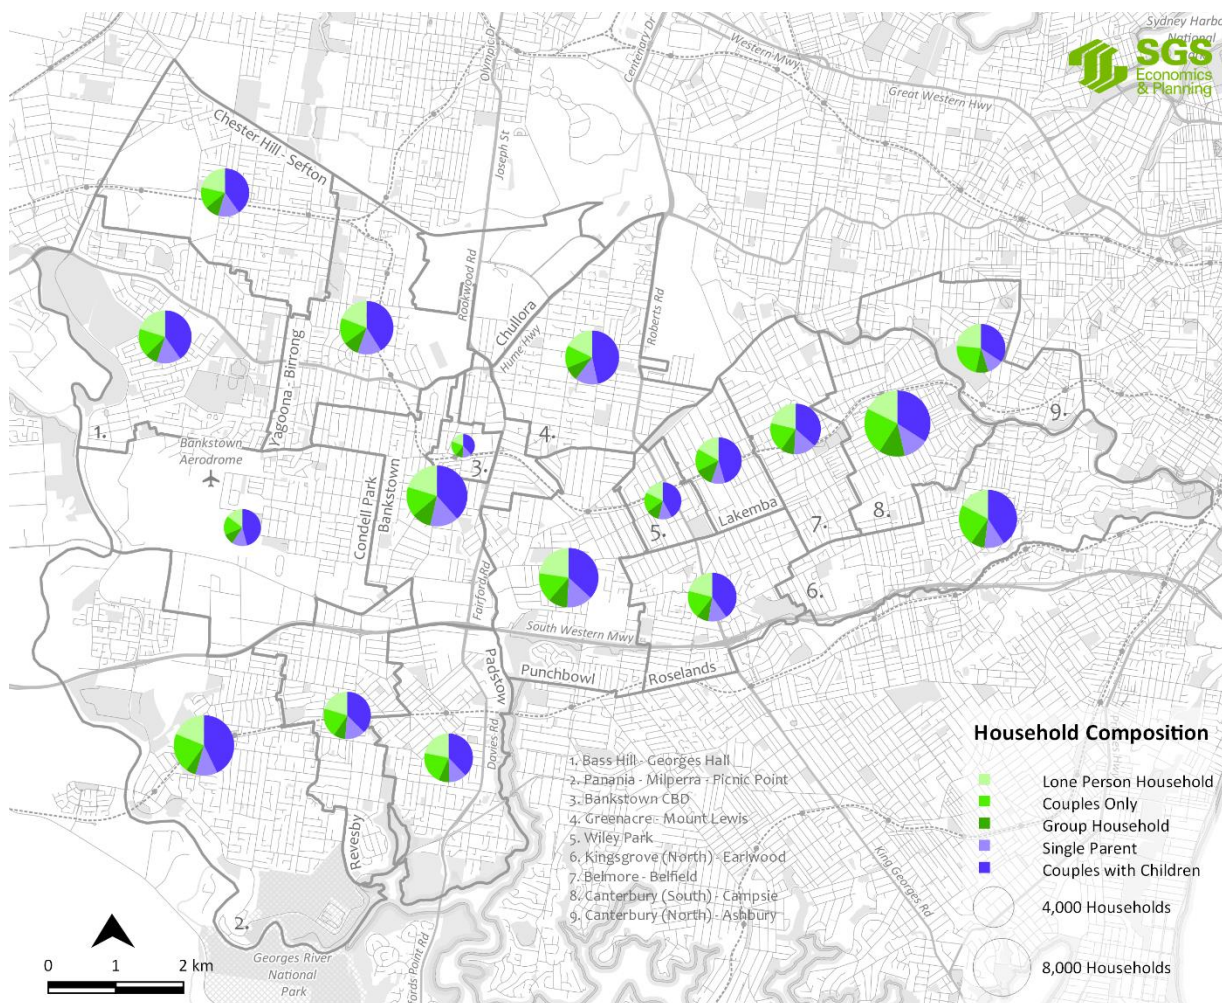 Sydney Harbo
National
SGS
Economics
& Planning
Olympic Dr
Centenary Dr
Western Mwy
Great Western Hwy
Chester Hill - Sefton
Joseph St
Rookwood Rd
Chullora
Hume Hwy
Roberts Rd
Yagoona - Birrong
1.
Bankstown
Aerodrome
Condell Park
Bankstown
3.
4.
9.
5.
Lakemba
7.
8.
6.
Fairford Rd
South Western Mwy
Punchbowl
Roselands
Padstow
Davies Rd
Revesby
2.
Georges River
National
Park
fords Point Rd
King Georges Rd
1. Bass Hill - Georges Hall
2. Panania - Milperra - Picnic Point
3. Bankstown CBD
4. Greenacre - Mount Lewis
5. Wiley Park
6. Kingsgrove (North) - Earlwood
7. Belmore - Belfield
8. Canterbury (South) - Campsie
9. Canterbury (North) - Ashbury
Household Composition
Lone Person Household
Couples Only
Group Household
Single Parent
Couples with Children
4,000 Households
8,000 Households
0 1 2 km